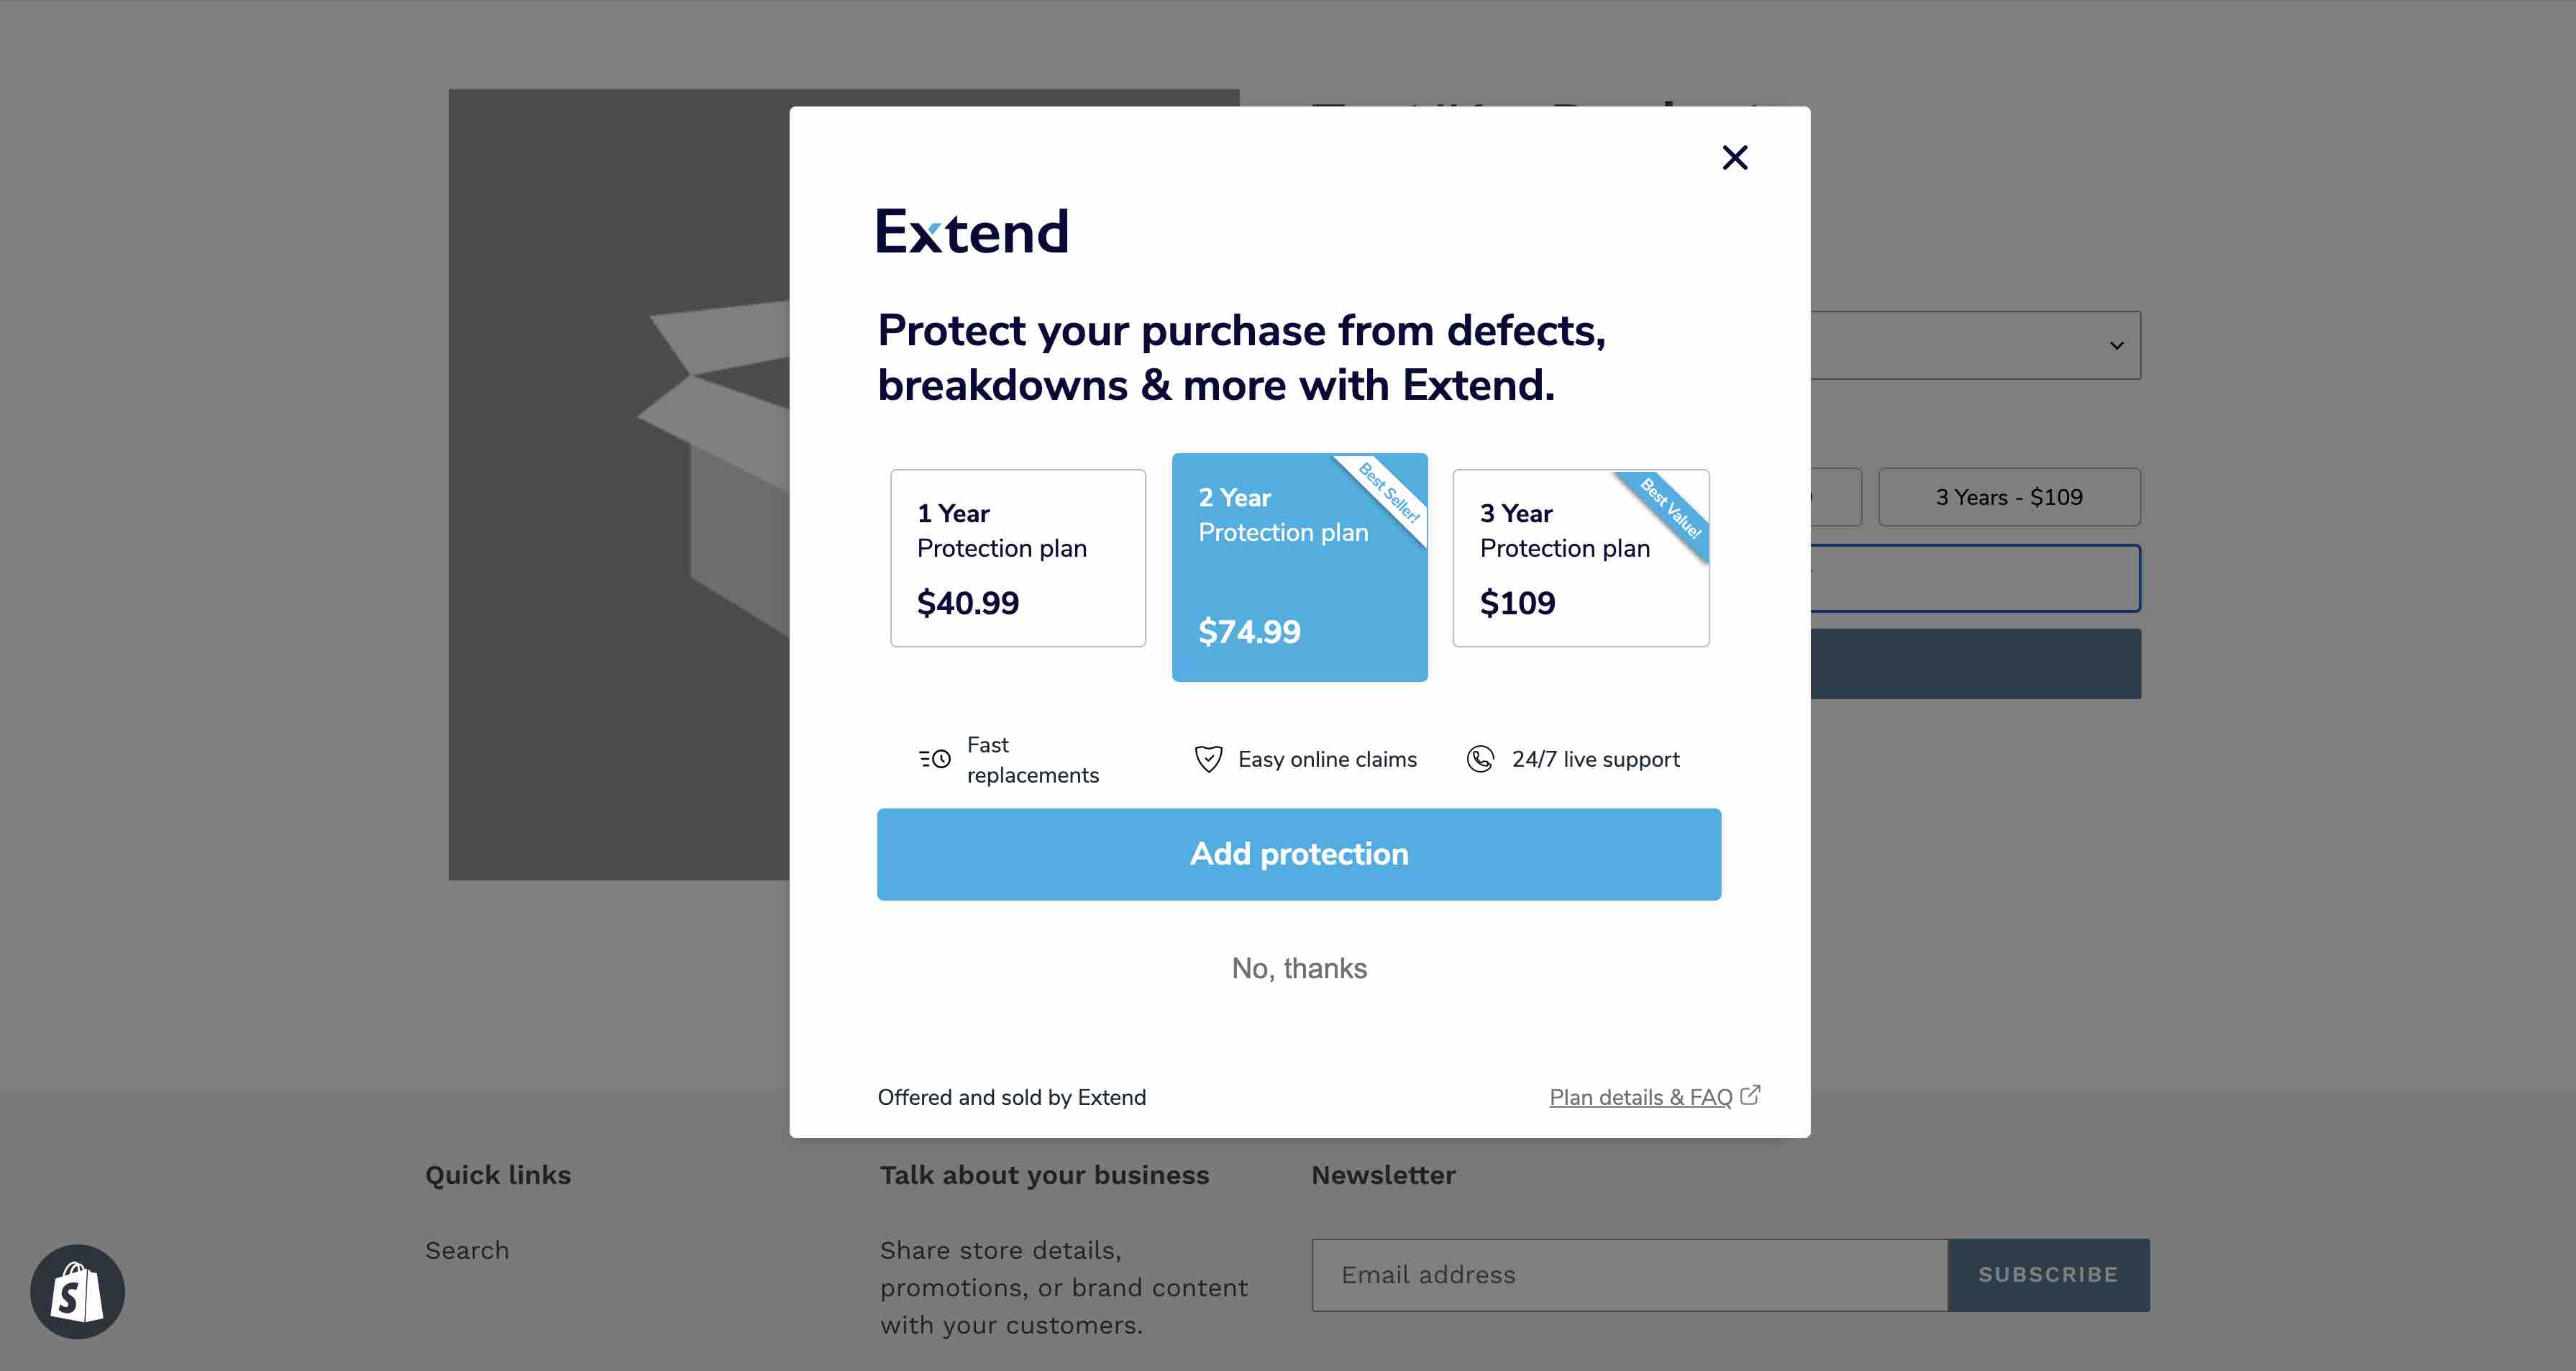 Extend
Protect your purchase from defects,
breakdowns & more with Extend.
1 Year
Protection plan
$40.99
Best Seller!
2 Year
Protection plan
$74.99
Best Value!
3 Year
Protection plan
$109
3 Years - $109
Fast
replacements
Easy online claims
24/7 live support
Add protection
No, thanks
Offered and sold by Extend
Plan details & FAQ
Quick links
Search
Talk about your business
Share store details,
promotions, or brand content
with your customers.
Newsletter
Email address
SUBSCRIBE